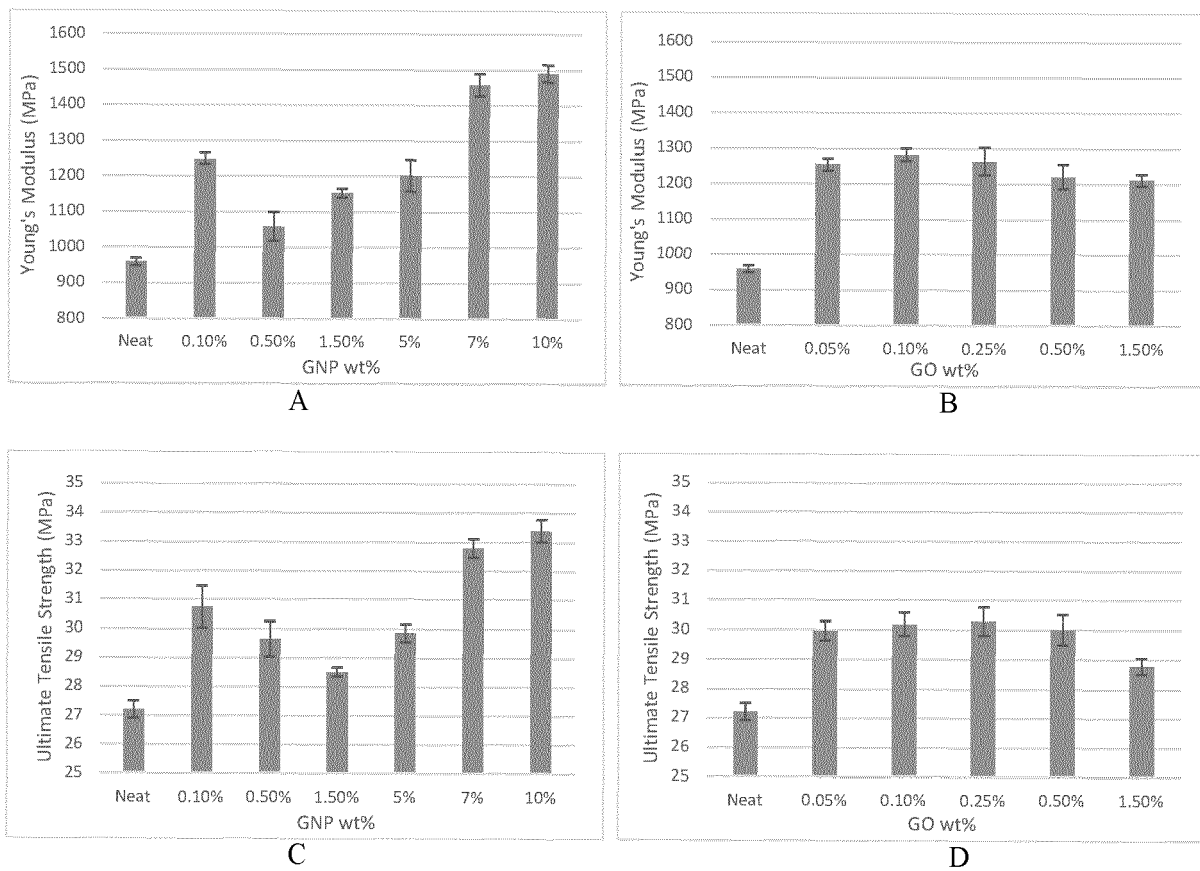 1600
1500
1400
1300
1200
1100
1000
900
800
Young's Modulus (MPa)
Neat 0.10% 0.50% 1.50% 5% 7% 10%
GNP wt%
A
1600
1500
1400
1300
1200
1100
1000
900
800
Young's Modulus (MPa)
Neat 0.05% 0.10% 0.25% 0.50% 1.50%
GO wt%
B
35
34
33
32
31
30
29
28
27
26
25
Ultimate Tensile Strength (MPa)
Neat 0.10% 0.50% 1.50% 5% 7% 10%
GNP wt%
C
35
34
33
32
31
30
29
28
27
26
25
Ultimate Tensile Strength (MPa)
Neat 0.05% 0.10% 0.25% 0.50% 1.50%
GO wt%
D